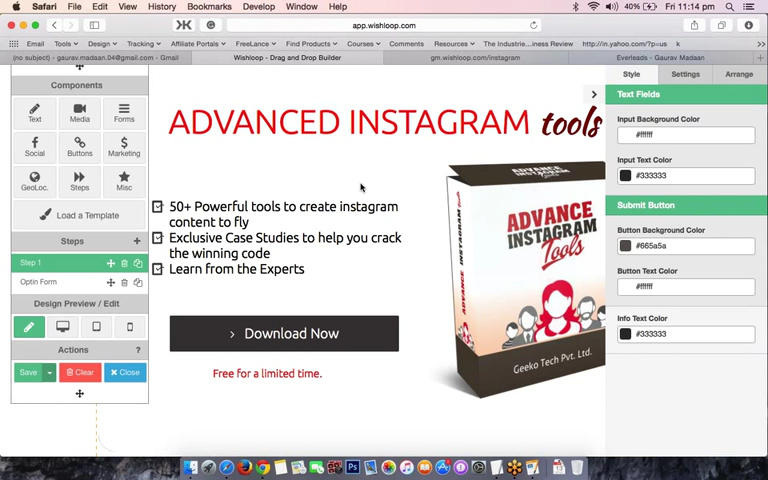 Safari File Edit View History Bookmarks Develop Window Help 40% Fri 11:14 pm
app.wishloop.com
Email Tools Design Tracking Affiliate Portals FreeLance Find Products Courses Comments Resources The Industrie...iness Review http://in.yahoo.com/?p=us k
(no subject) - gaurav.madaan.04@gmail.com - Gmail Wishloop - Drag and Drop Builder gm.wishloop.com/instagram Everleads - Gaurav Madaan
Components
Text Media Forms
Social Buttons Marketing
GeoLoc. Steps Misc
Load a Template
Steps +
Step 1
Optin Form
Design Preview / Edit
Actions ?
Save Clear Close
ADVANCED INSTAGRAM tools
50+ Powerful tools to create instagram
content to fly
Exclusive Case Studies to help you crack
the winning code
Learn from the Experts
> Download Now
Free for a limited time.
ADVANCE
INSTAGRAM
Tools
ADVANCE
INSTAGRAM
Tools
Geeko Tech Pvt. Ltd.
Style Settings Arrange
Text Fields
Input Background Color
#ffffff
Input Text Color
#333333
Submit Button
Button Background Color
#665a5a
Button Text Color
#ffffff
Info Text Color
#333333